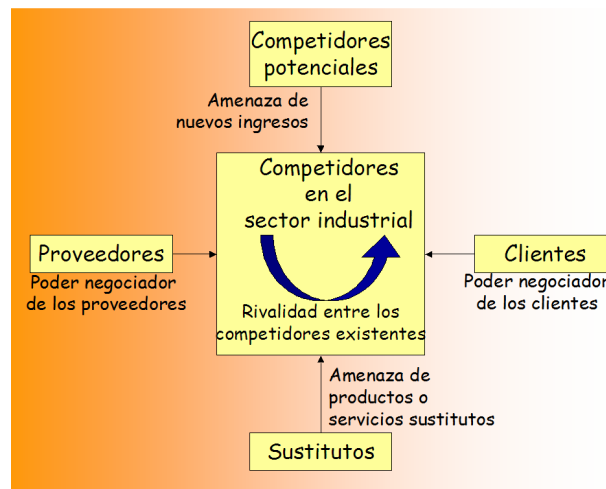 Competidores
potenciales
Amenaza de
nuevos ingresos
Competidores
en el
sector industrial
Proveedores
Poder negociador
de los proveedores
Clientes
Poder negociador
de los clientes
Rivalidad entre los
competidores existentes
Amenaza de
productos o
servicios sustitutos
Sustitutos